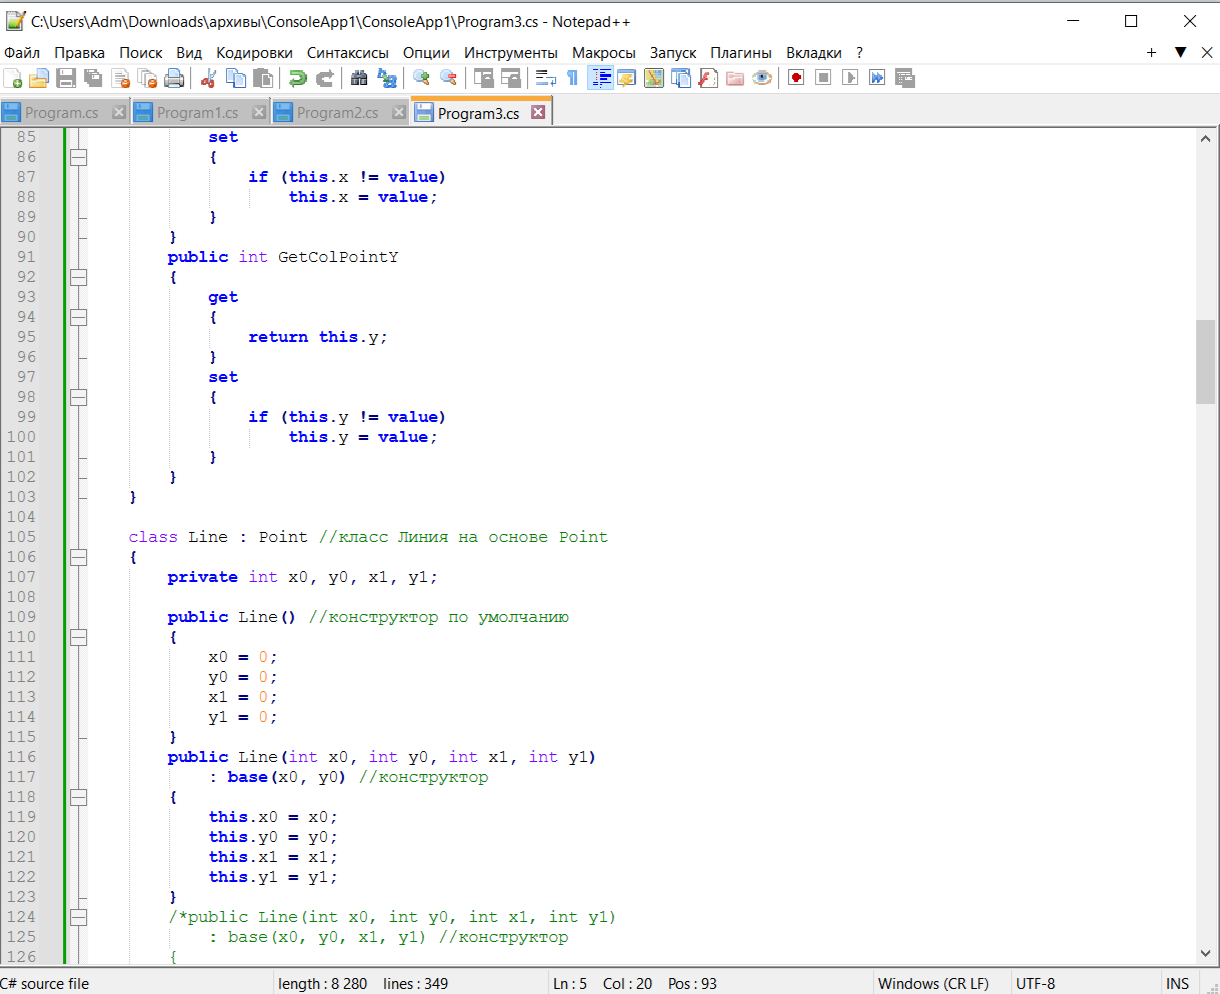 C:\Users\Adm\Downloads\архивы\ConsoleApp1\ConsoleApp1\Program3.cs - Notepad++
Файл Правка Поиск Вид Кодировки Синтаксисы Опции Инструменты Макросы Запуск Плагины Вкладки ?
Program.cs Program1.cs Program2.cs Program3.cs
85 set
86 {
87 if (this.x != value)
88 this.x = value;
89 }
90 }
91 public int GetColPointY
92 {
93 get
94 {
95 return this.y;
96 }
97 set
98 {
99 if (this.y != value)
100 this.y = value;
101 }
102 }
103 }
104
105 class Line : Point //класс Линия на основе Point
106 {
107 private int x0, y0, x1, y1;
108
109 public Line() //конструктор по умолчанию
110 {
111 x0 = 0;
112 y0 = 0;
113 x1 = 0;
114 y1 = 0;
115 }
116 public Line(int x0, int y0, int x1, int y1)
117 : base(x0, y0) //конструктор
118 {
119 this.x0 = x0;
120 this.y0 = y0;
121 this.x1 = x1;
122 this.y1 = y1;
123 }
124 /*public Line(int x0, int y0, int x1, int y1)
125 : base(x0, y0, x1, y1) //конструктор
126 {
C# source file length : 8 280 lines : 349 Ln : 5 Col : 20 Pos : 93 Windows (CR LF) UTF-8 INS